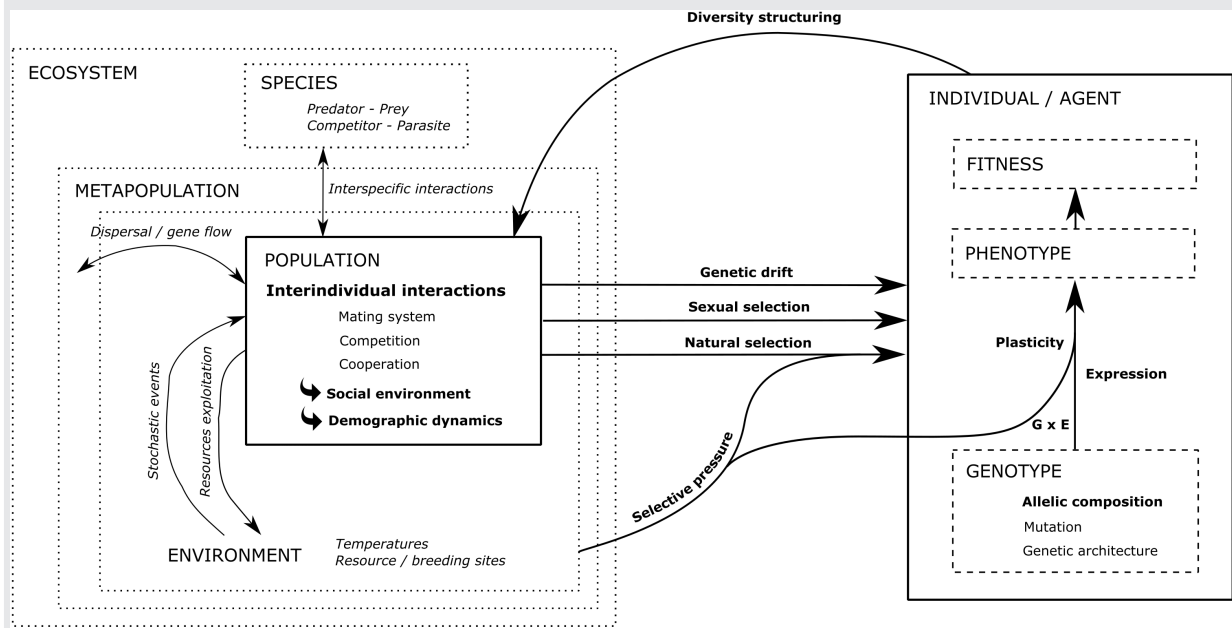 Diversity structuring
ECOSYSTEM
SPECIES
Predator - Prey
Competitor - Parasite
METAPOPULATION
Interspecific interactions
Dispersal / gene flow
POPULATION
Interindividual interactions
Mating system
Competition
Cooperation
Social environment
Demographic dynamics
Stochastic events
Resources exploitation
ENVIRONMENT
Temperatures
Resource / breeding sites
Genetic drift
Sexual selection
Natural selection
Selective pressure
INDIVIDUAL / AGENT
FITNESS
PHENOTYPE
Plasticity
Expression
G x E
GENOTYPE
Allelic composition
Mutation
Genetic architecture